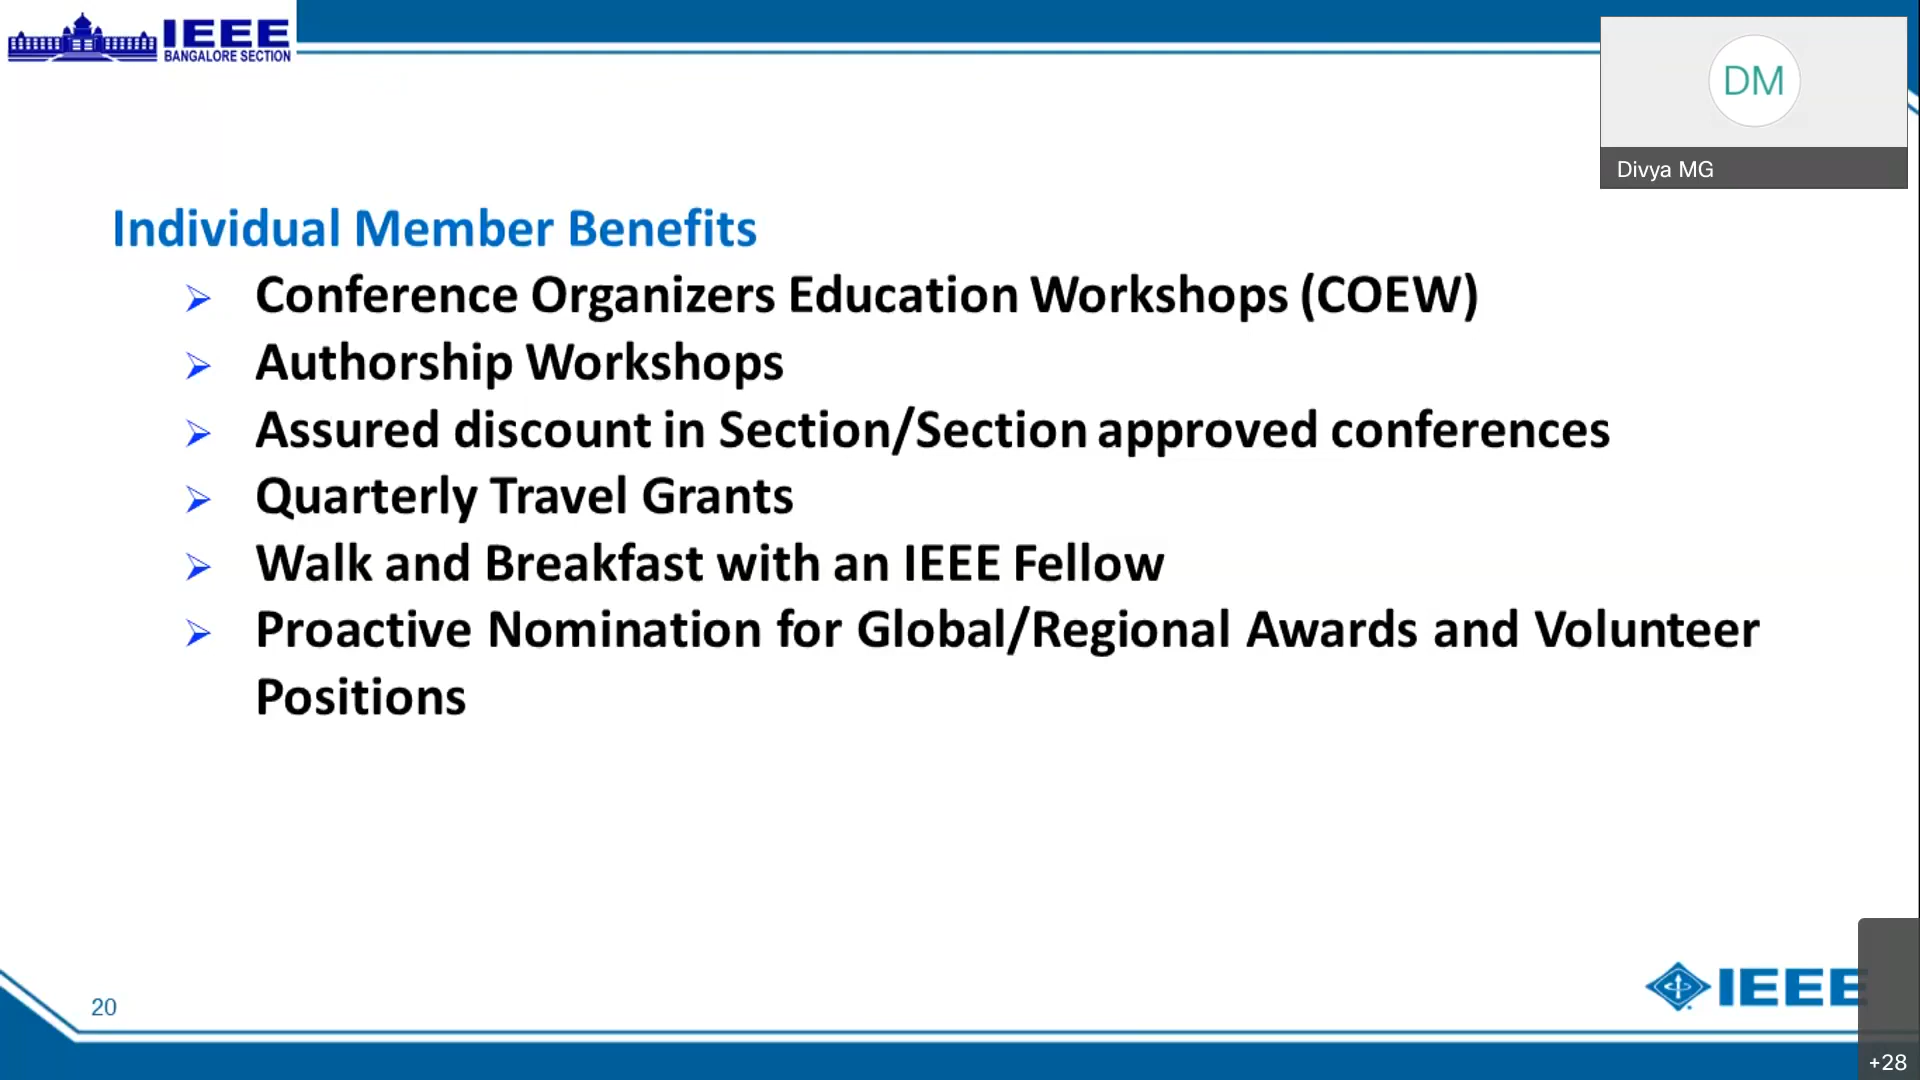 IEEE
BANGALORE SECTION
DM
Divya MG
Individual Member Benefits
Conference Organizers Education Workshops (COEW)
Authorship Workshops
Assured discount in Section/Section approved conferences
Quarterly Travel Grants
Walk and Breakfast with an IEEE Fellow
Proactive Nomination for Global/Regional Awards and Volunteer
Positions
IEEE
20
+28